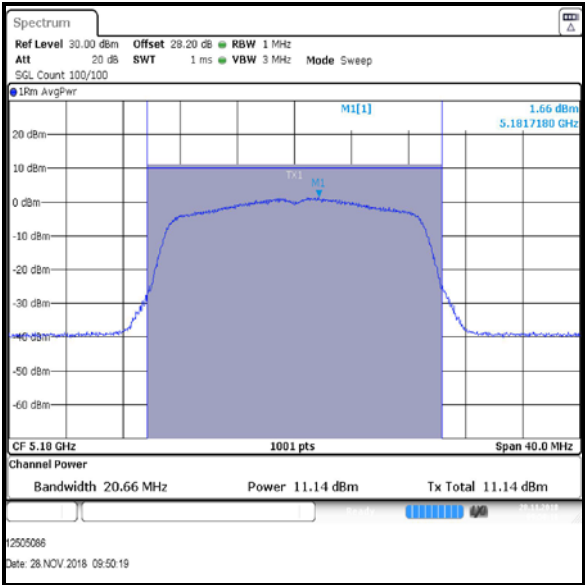 Spectrum
Ref Level 30.00 dBm Offset 28.20 dB RBW 1 MHz
Att 20 dB SWT 1 ms VBW 3 MHz Mode Sweep
SGL Count 100/100
1Rm AvgPwr
M1[1] 1.66 dBm
5.1817180 GHz
20 dBm
10 dBm
TX1
M1
0 dBm
-10 dBm
-20 dBm
-30 dBm
-40 dBm
-50 dBm
-60 dBm
CF 5.18 GHz 1001 pts Span 40.0 MHz
Channel Power
Bandwidth 20.66 MHz Power 11.14 dBm Tx Total 11.14 dBm
28.11.2018
12505086
Date: 28.NOV.2018 09:50:19